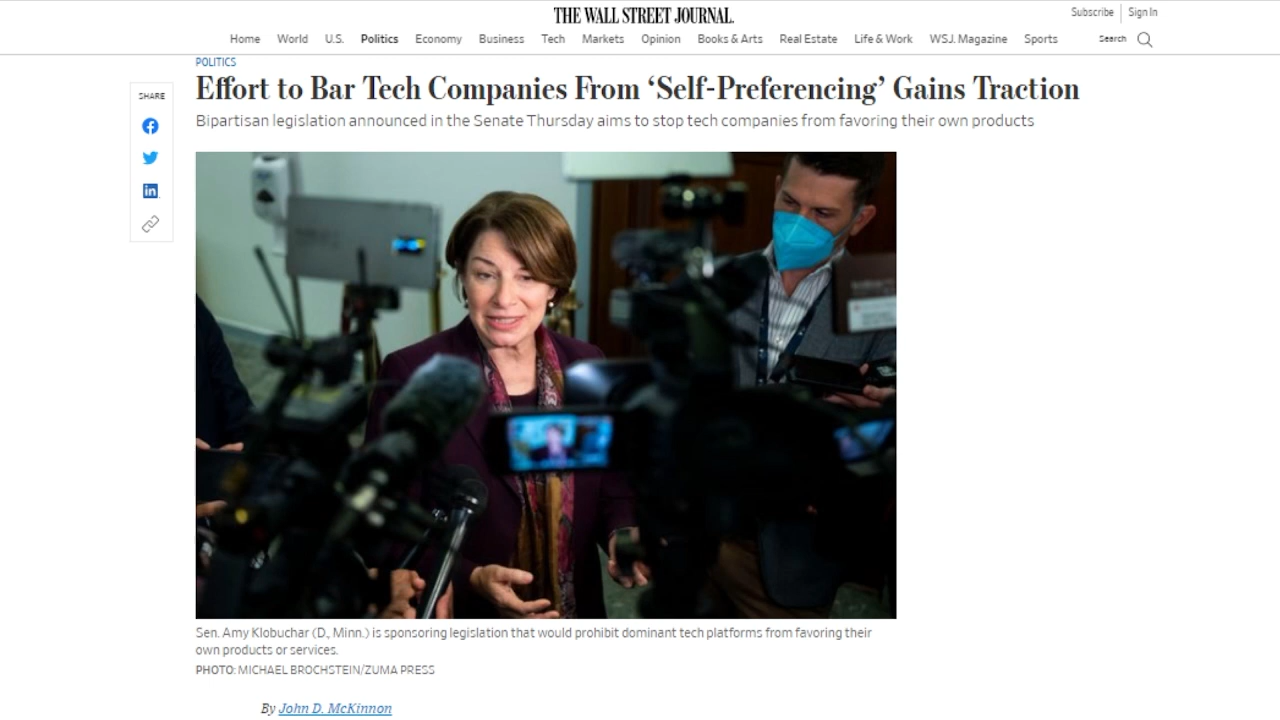 THE WALL STREET JOURNAL.
Subscribe Sign In
Home World U.S. Politics Economy Business Tech Markets Opinion Books & Arts Real Estate Life & Work WSJ. Magazine Sports Search
POLITICS
Effort to Bar Tech Companies From ‘Self-Preferencing’ Gains Traction
Bipartisan legislation announced in the Senate Thursday aims to stop tech companies from favoring their own products
SHARE
in
Sen. Amy Klobuchar (D., Minn.) is sponsoring legislation that would prohibit dominant tech platforms from favoring their
own products or services.
PHOTO: MICHAEL BROCHSTEIN/ZUMA PRESS
By John D. McKinnon